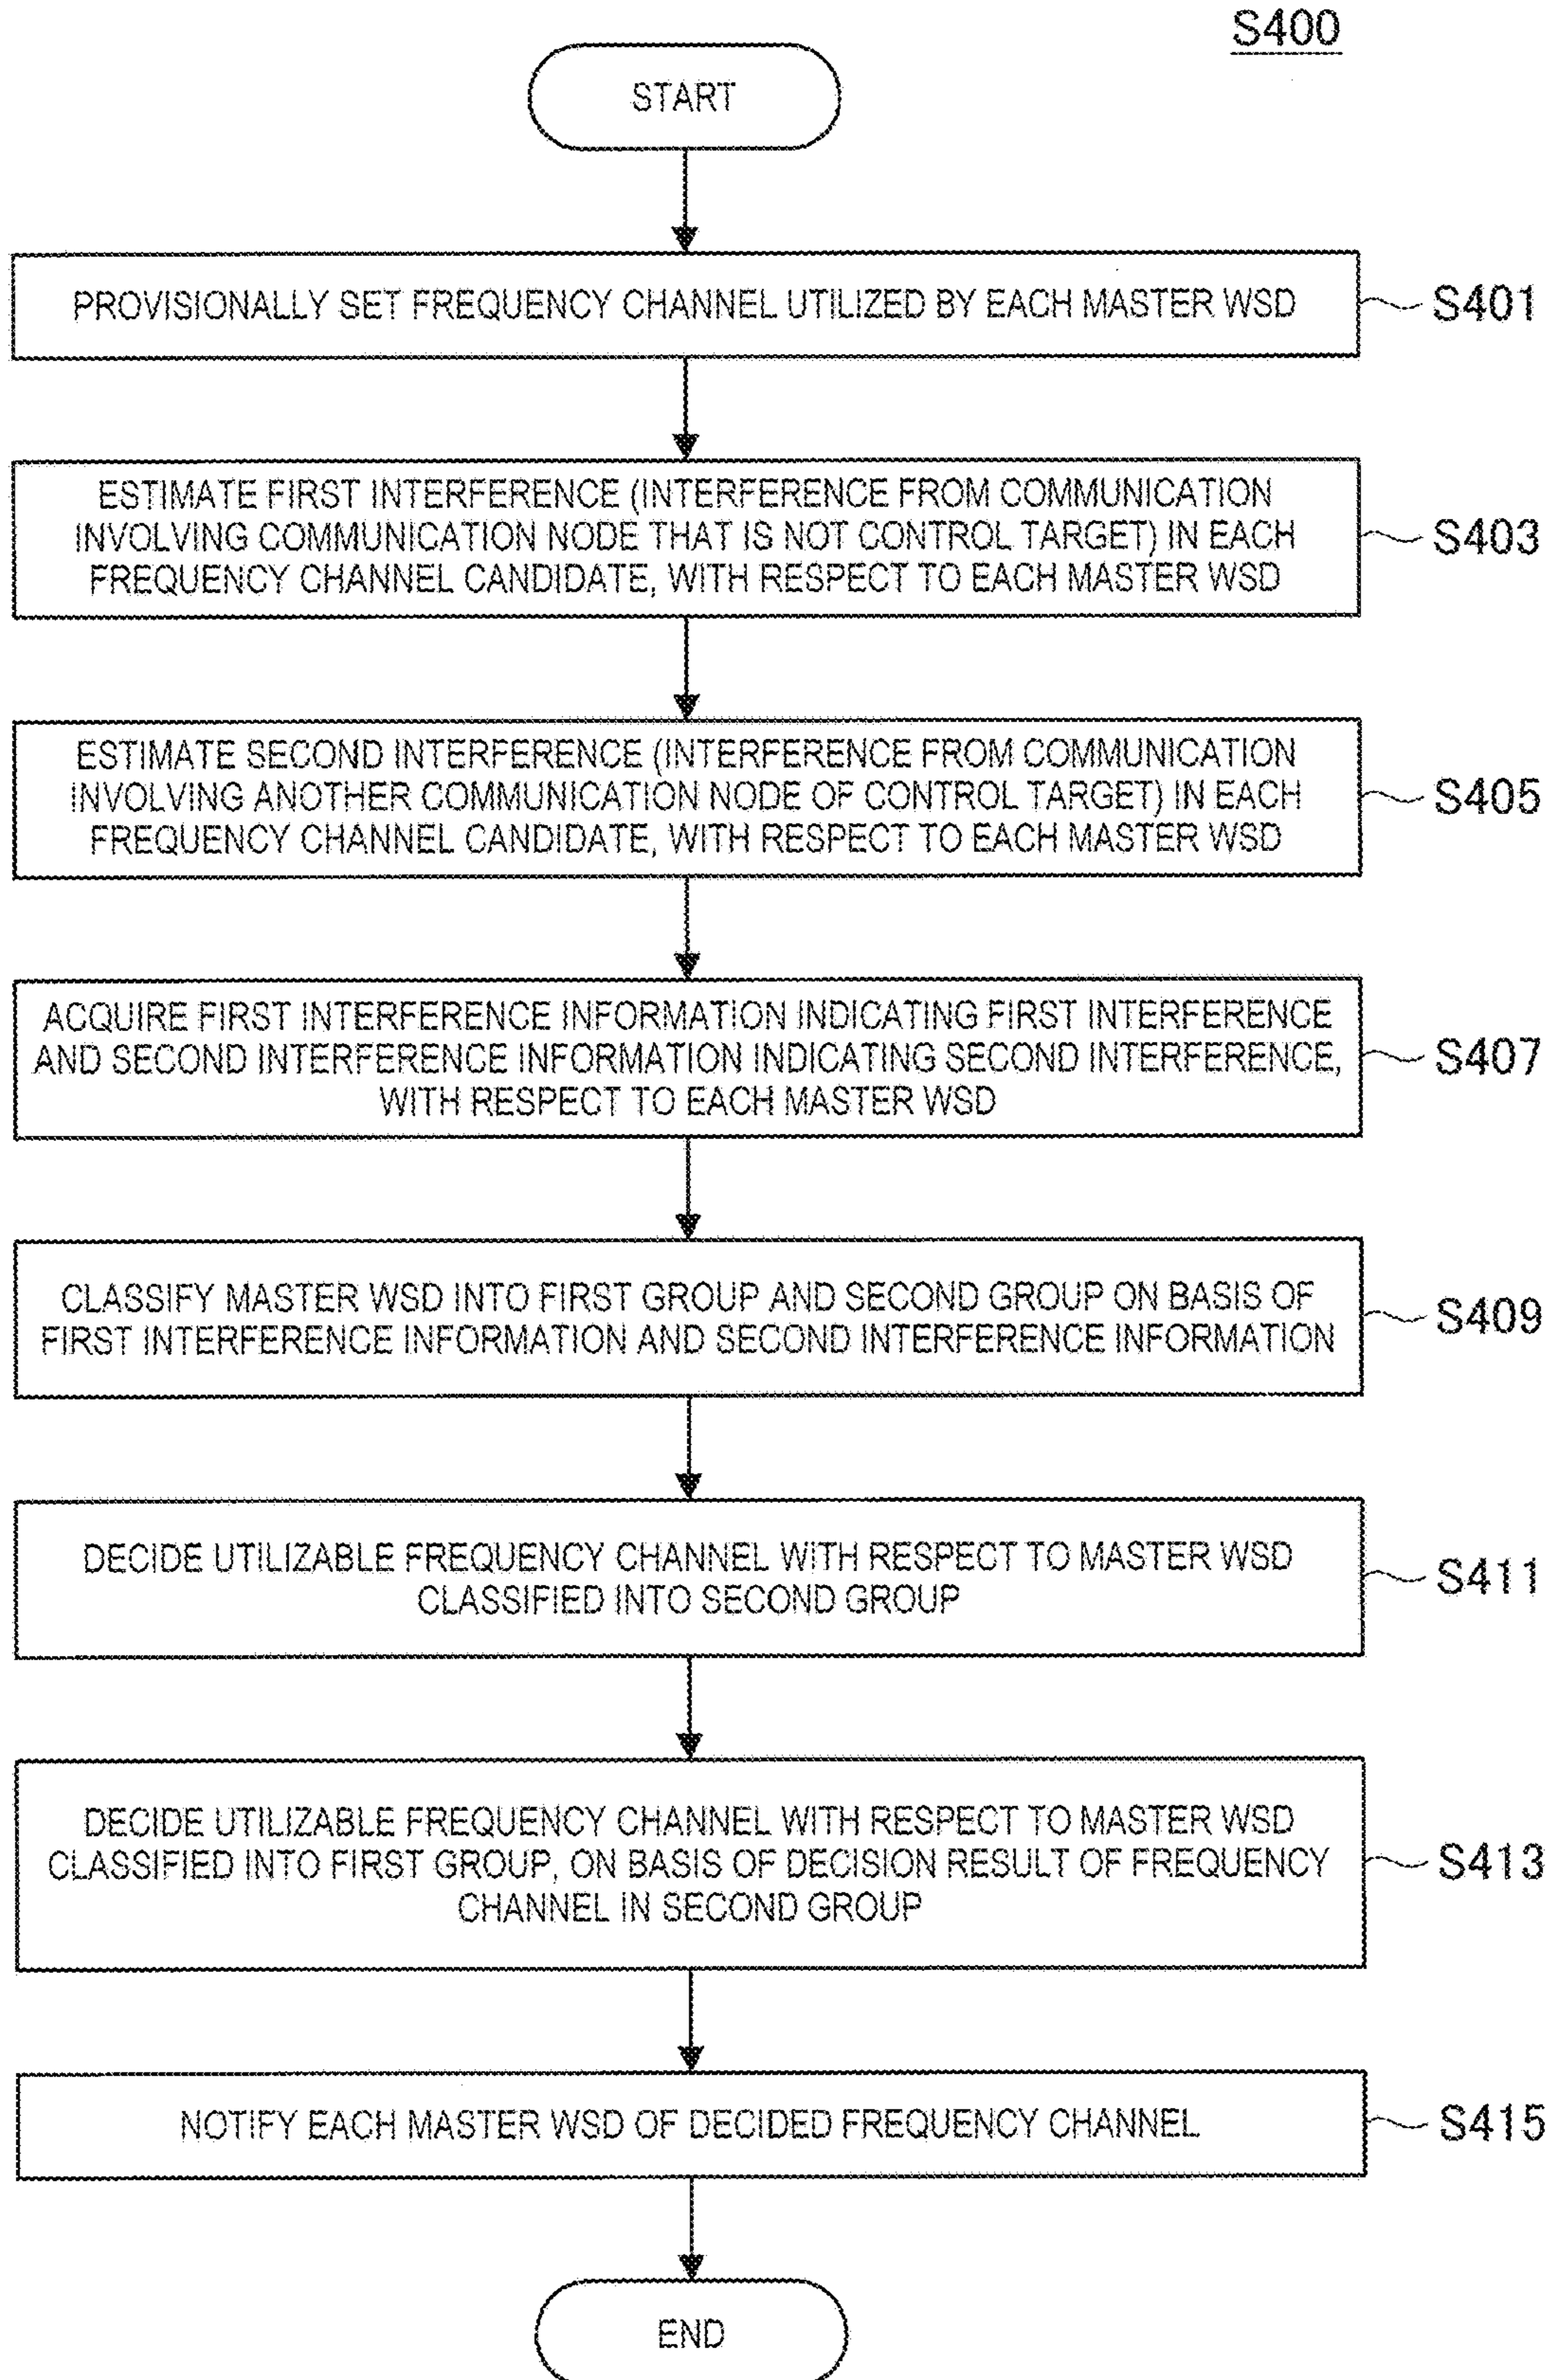 S400
START
PROVISIONALLY SET FREQUENCY CHANNEL UTILIZED BY EACH MASTER WSD
S401
ESTIMATE FIRST INTERFERENCE (INTERFERENCE FROM COMMUNICATION
INVOLVING COMMUNICATION NODE THAT IS NOT CONTROL TARGET) IN EACH
FREQUENCY CHANNEL CANDIDATE, WITH RESPECT TO EACH MASTER WSD
S403
ESTIMATE SECOND INTERFERENCE (INTERFERENCE FROM COMMUNICATION
INVOLVING ANOTHER COMMUNICATION NODE OF CONTROL TARGET) IN EACH
FREQUENCY CHANNEL CANDIDATE, WITH RESPECT TO EACH MASTER WSD
S405
ACQUIRE FIRST INTERFERENCE INFORMATION INDICATING FIRST INTERFERENCE
AND SECOND INTERFERENCE INFORMATION INDICATING SECOND INTERFERENCE,
WITH RESPECT TO EACH MASTER WSD
S407
CLASSIFY MASTER WSD INTO FIRST GROUP AND SECOND GROUP ON BASIS OF
FIRST INTERFERENCE INFORMATION AND SECOND INTERFERENCE INFORMATION
S409
DECIDE UTILIZABLE FREQUENCY CHANNEL WITH RESPECT TO MASTER WSD
CLASSIFIED INTO SECOND GROUP
S411
DECIDE UTILIZABLE FREQUENCY CHANNEL WITH RESPECT TO MASTER WSD
CLASSIFIED INTO FIRST GROUP, ON BASIS OF DECISION RESULT OF FREQUENCY
CHANNEL IN SECOND GROUP
S413
NOTIFY EACH MASTER WSD OF DECIDED FREQUENCY CHANNEL
S415
END